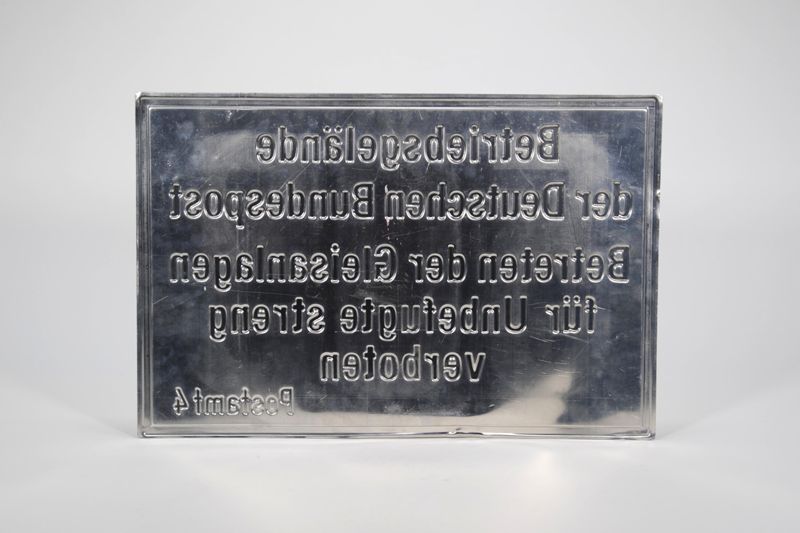 Betriebsgelände
der Deutschen Bundespost
Betreten der Gleisanlagen
für Unbefugte streng
verboten
Postamt 4